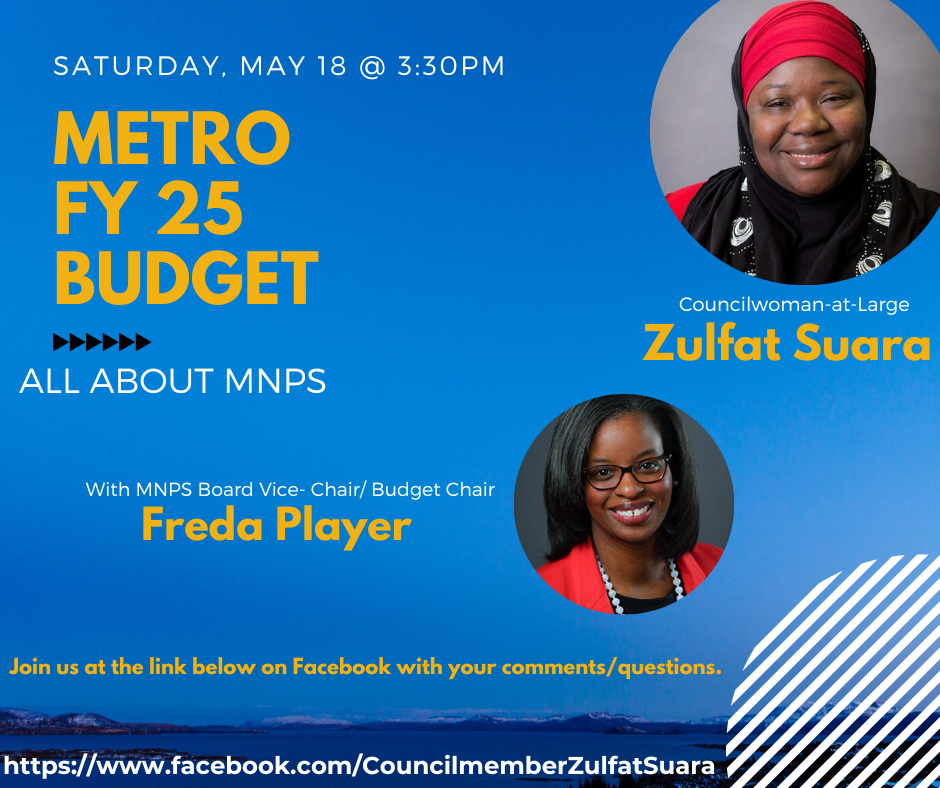 SATURDAY, MAY 18 @ 3:30PM
METRO
FY 25
BUDGET
ALL ABOUT MNPS
Councilwoman-at-Large
Zulfat Suara
With MNPS Board Vice- Chair/ Budget Chair
Freda Player
Join us at the link below on Facebook with your comments/questions.
https://www.facebook.com/CouncilmemberZulfatSuara